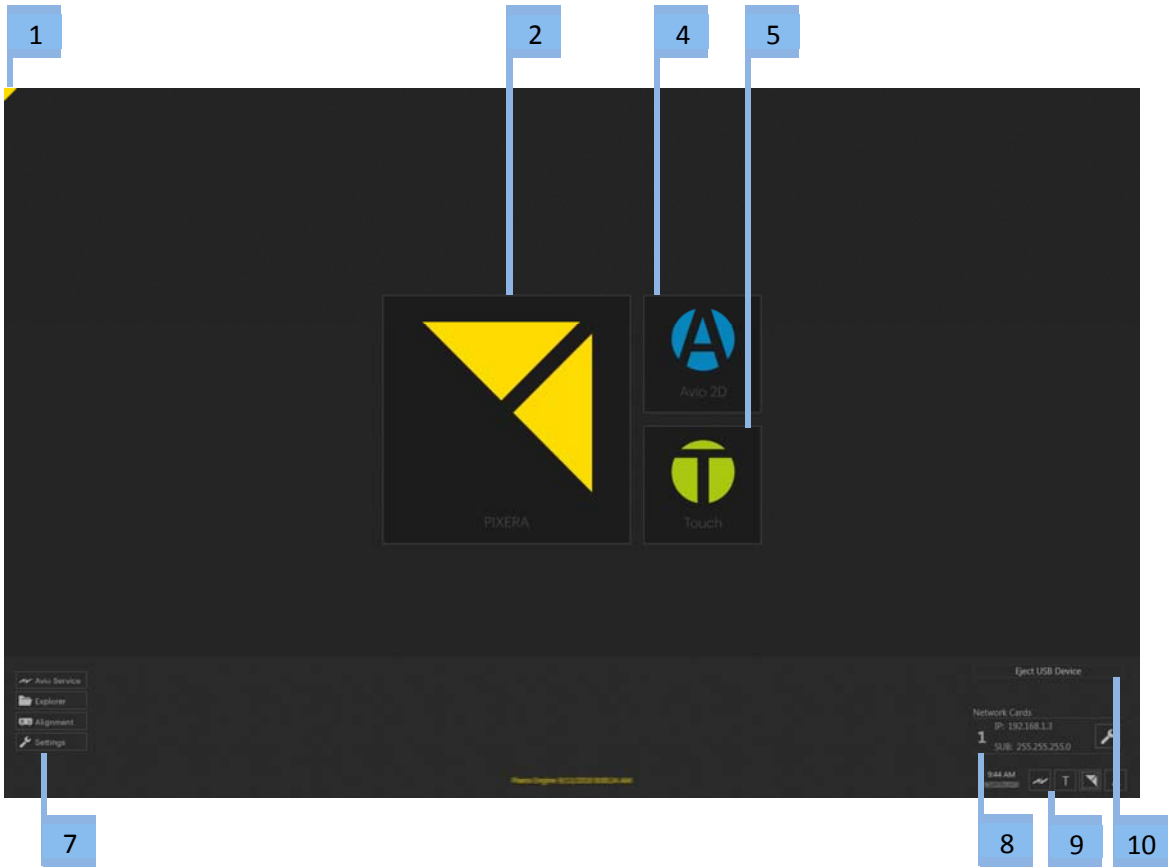 1
2
4
5
Avio 2D
PIXERA
Touch
Avio Service
Explorer
Alignment
Settings
Eject USB Device
Network Cards
1
IP: 192.168.1.3
SUB: 255.255.255.0
9:44 AM
T
7
8
9
10